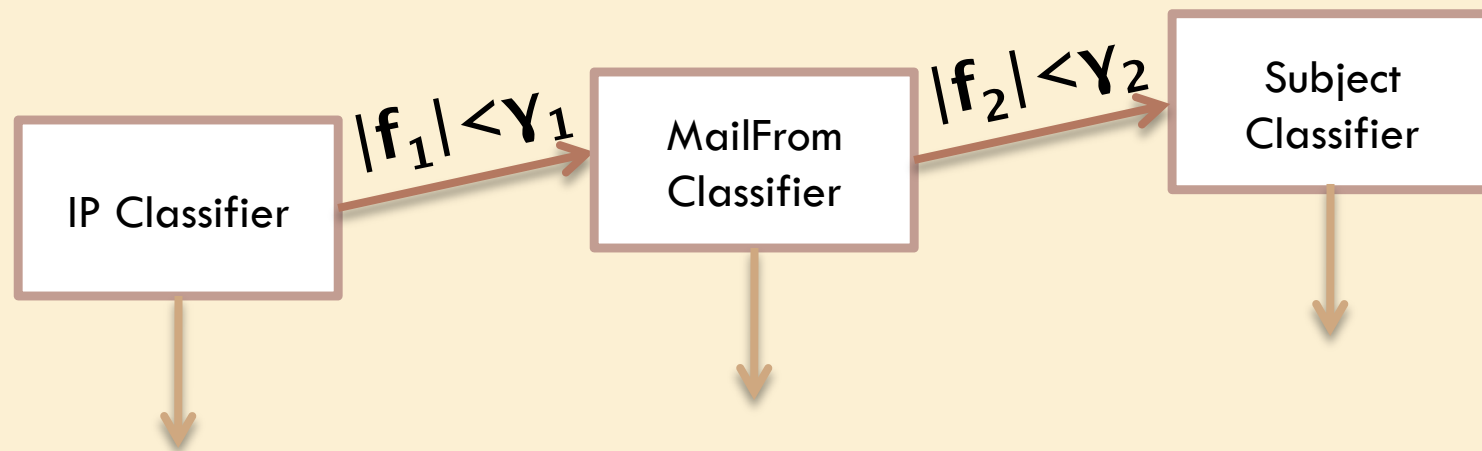 IP Classifier
|f₁|<γ₁
MailFrom
Classifier
|f₂|<γ₂
Subject
Classifier